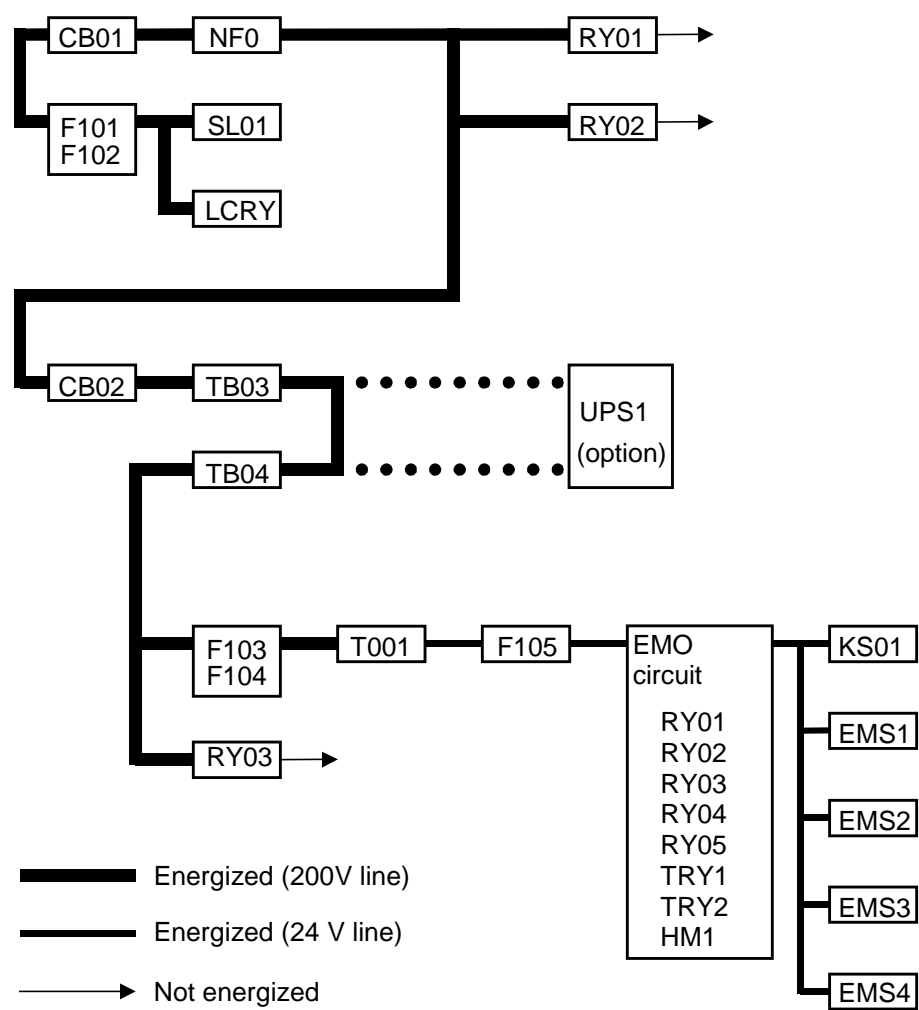 CB01
NF0
RY01
F101
F102
SL01
RY02
LCRY
CB02
TB03
UPS1
(option)
TB04
F103
F104
T001
F105
EMO
circuit
RY01
RY02
RY03
RY04
RY05
TRY1
TRY2
HM1
KS01
EMS1
EMS2
EMS3
EMS4
RY03
Energized (200V line)
Energized (24 V line)
Not energized